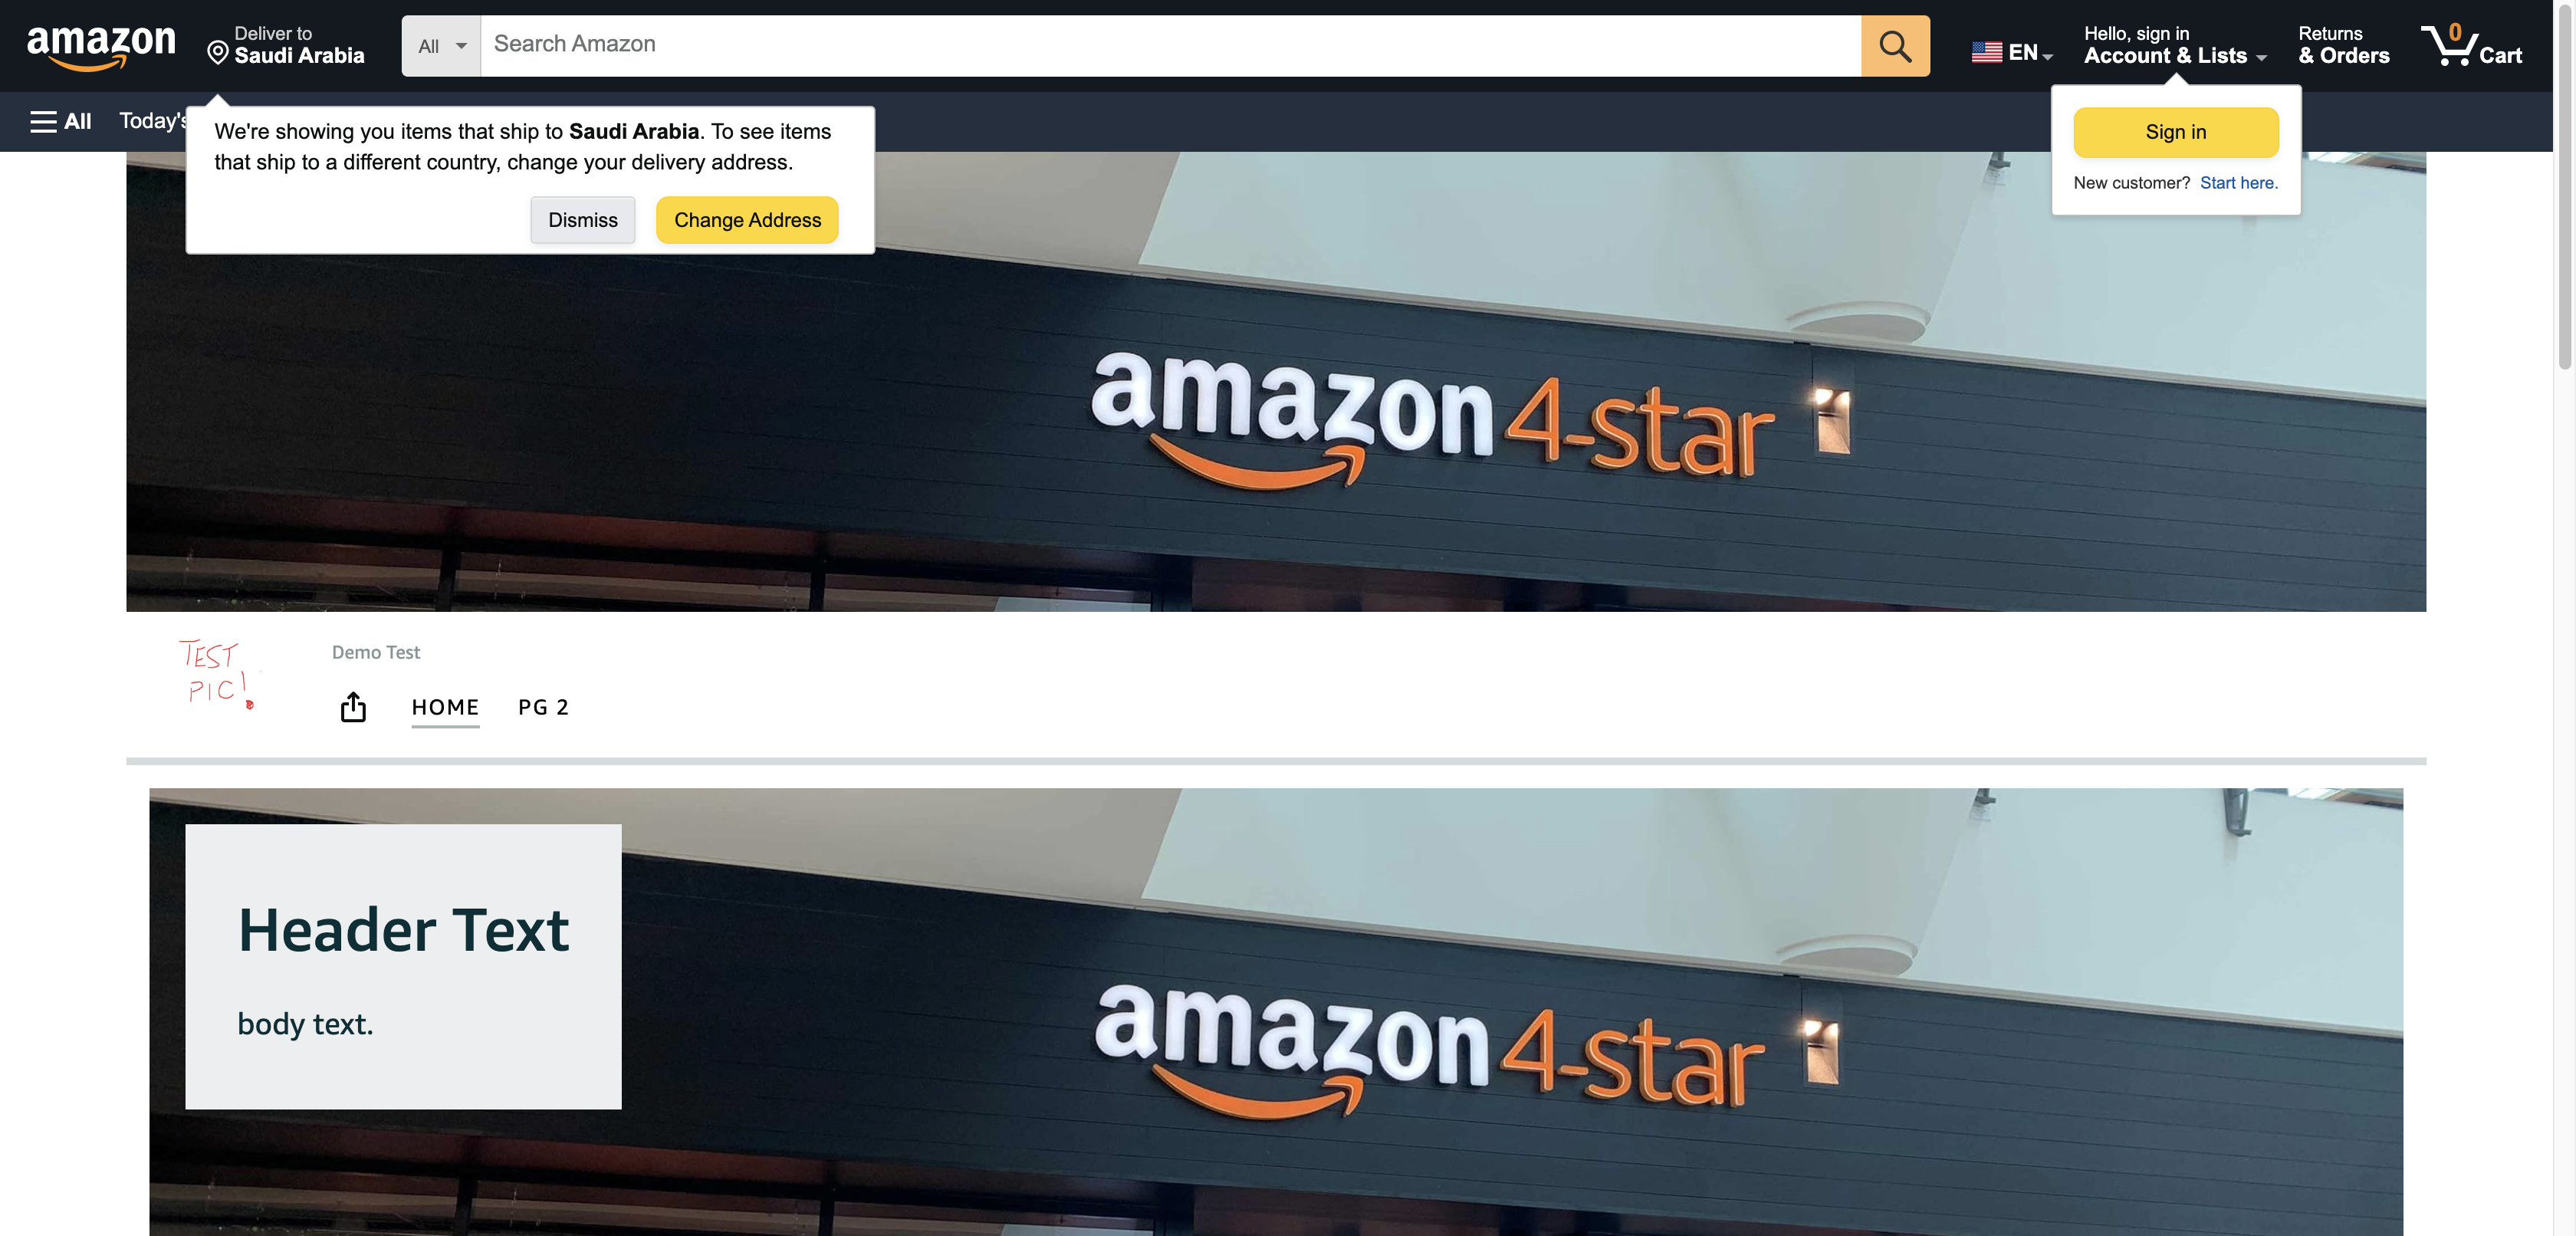 amazon
Deliver to
Saudi Arabia
All
Search Amazon
EN
Hello, sign in
Account & Lists
Returns
& Orders
0
Cart
All
Today's
We're showing you items that ship to Saudi Arabia. To see items
that ship to a different country, change your delivery address.
Dismiss
Change Address
Sign in
New customer? Start here.
amazon 4-star
TEST
PIC!
Demo Test
HOME
PG 2
Header Text
body text.
amazon 4-star